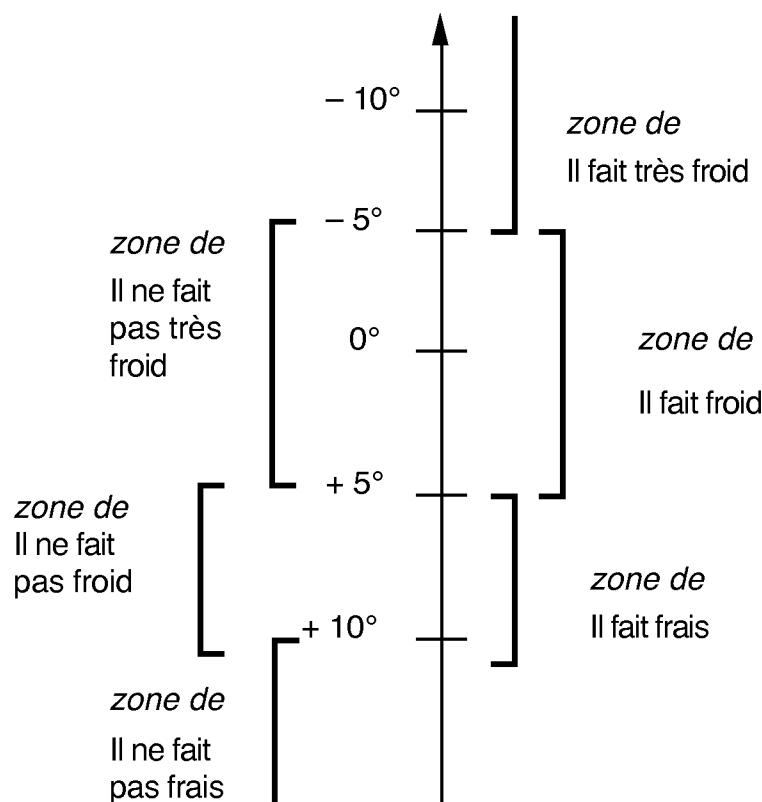 – 10°
zone de
Il fait très froid
– 5°
zone de
Il ne fait
pas très
froid
0°
zone de
Il fait froid
+ 5°
zone de
Il ne fait
pas froid
zone de
Il fait frais
+ 10°
zone de
Il ne fait
pas frais